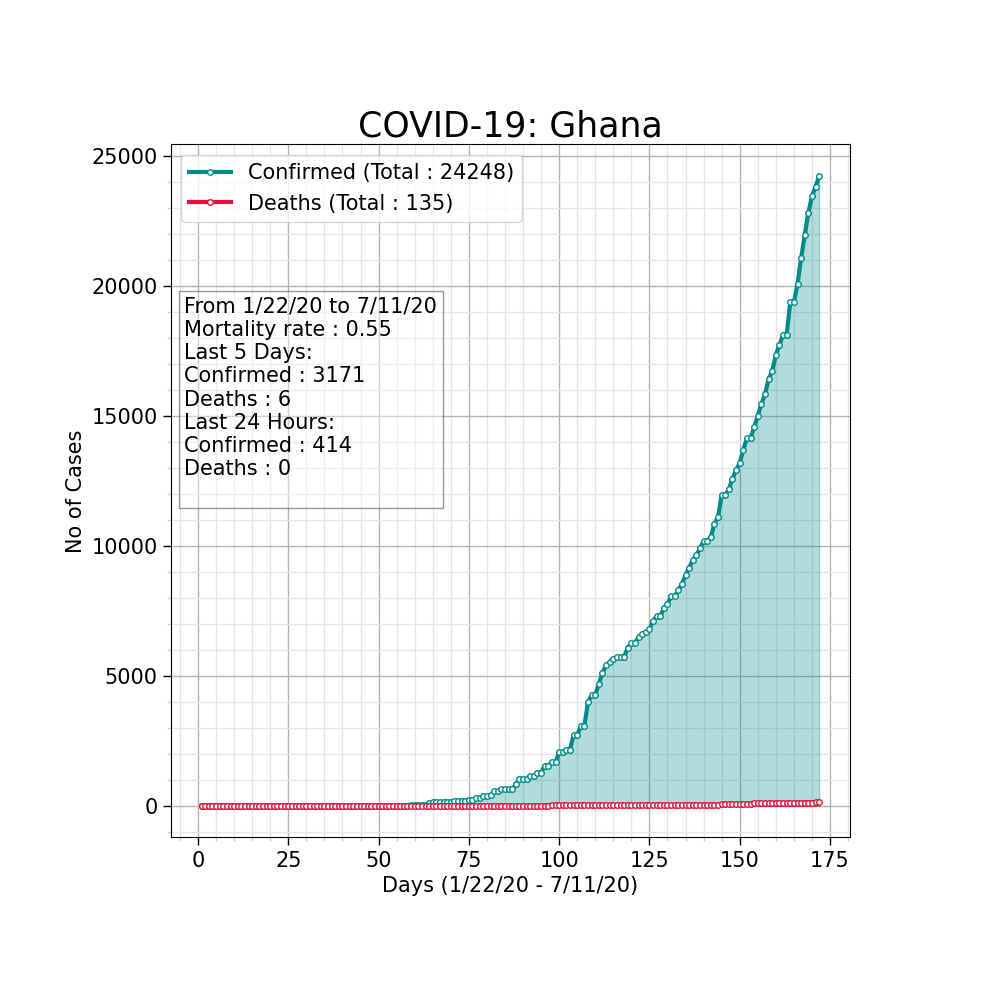 COVID-19: Ghana
Confirmed (Total : 24248)
Deaths (Total : 135)
From 1/22/20 to 7/11/20
Mortality rate : 0.55
Last 5 Days:
Confirmed : 3171
Deaths : 6
Last 24 Hours:
Confirmed : 414
Deaths : 0
No of Cases
25000
20000
15000
10000
5000
0
0 25 50 75 100 125 150 175
Days (1/22/20 - 7/11/20)